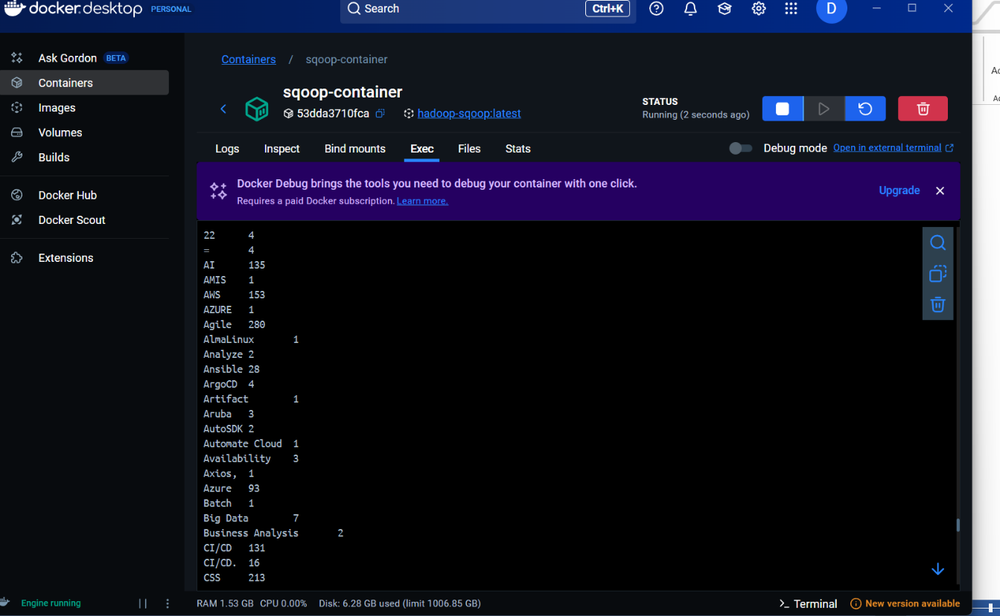 docker.desktop PERSONAL
Search
Ctrl+K
D
Ask Gordon BETA
Containers
Images
Volumes
Builds
Docker Hub
Docker Scout
Extensions
Containers / sqoop-container
sqoop-container
53dda3710fca hadoop-sqoop:latest
STATUS
Running (2 seconds ago)
Logs Inspect Bind mounts Exec Files Stats
Debug mode Open in external terminal
Docker Debug brings the tools you need to debug your container with one click.
Requires a paid Docker subscription. Learn more.
Upgrade
22 4
= 4
AI 135
AMIS 1
AWS 153
AZURE 1
Agile 280
AlmaLinux 1
Analyze 2
Ansible 28
ArgoCD 4
Artifact 1
Aruba 3
AutoSDK 2
Automate Cloud 1
Availability 3
Axios, 1
Azure 93
Batch 1
Big Data 7
Business Analysis 2
CI/CD 131
CI/CD. 16
CSS 213
Engine running
RAM 1.53 GB CPU 0.00% Disk: 6.28 GB used (limit 1006.85 GB)
>_ Terminal
New version available